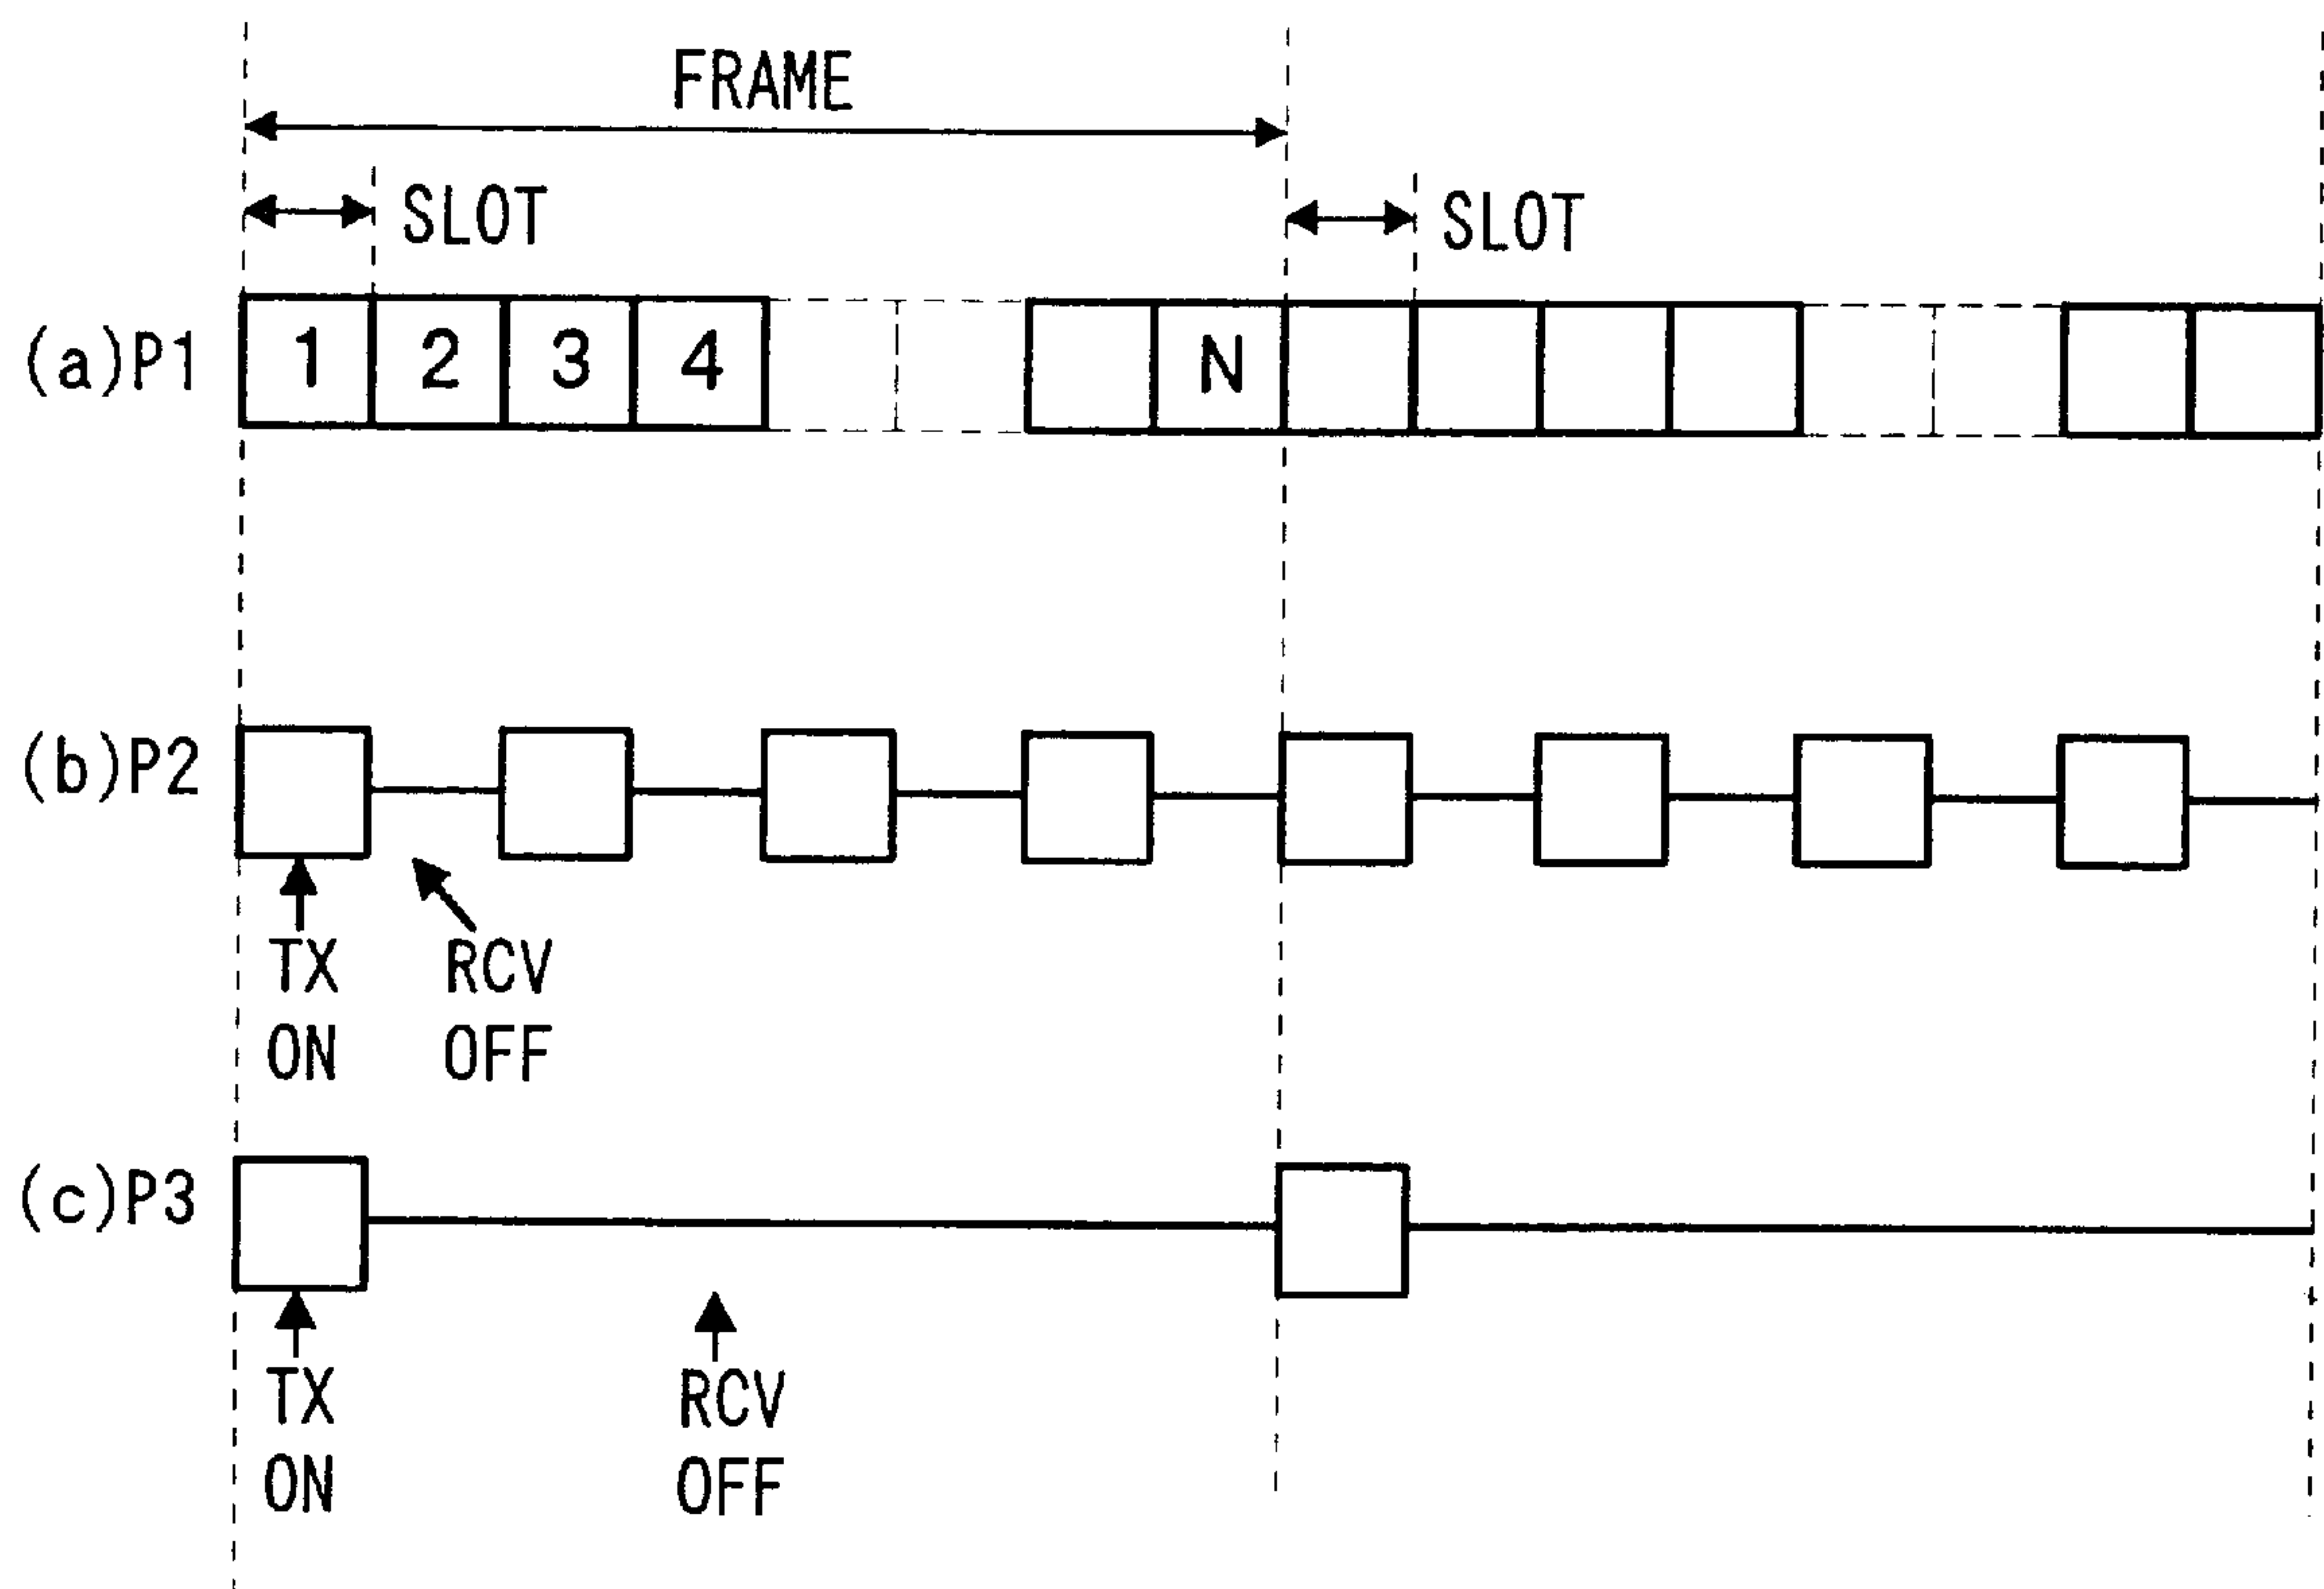 FRAME
SLOT
SLOT
(a)P1
1 2 3 4 N
(b)P2
TX ON
RCV OFF
(c)P3
TX ON
RCV OFF